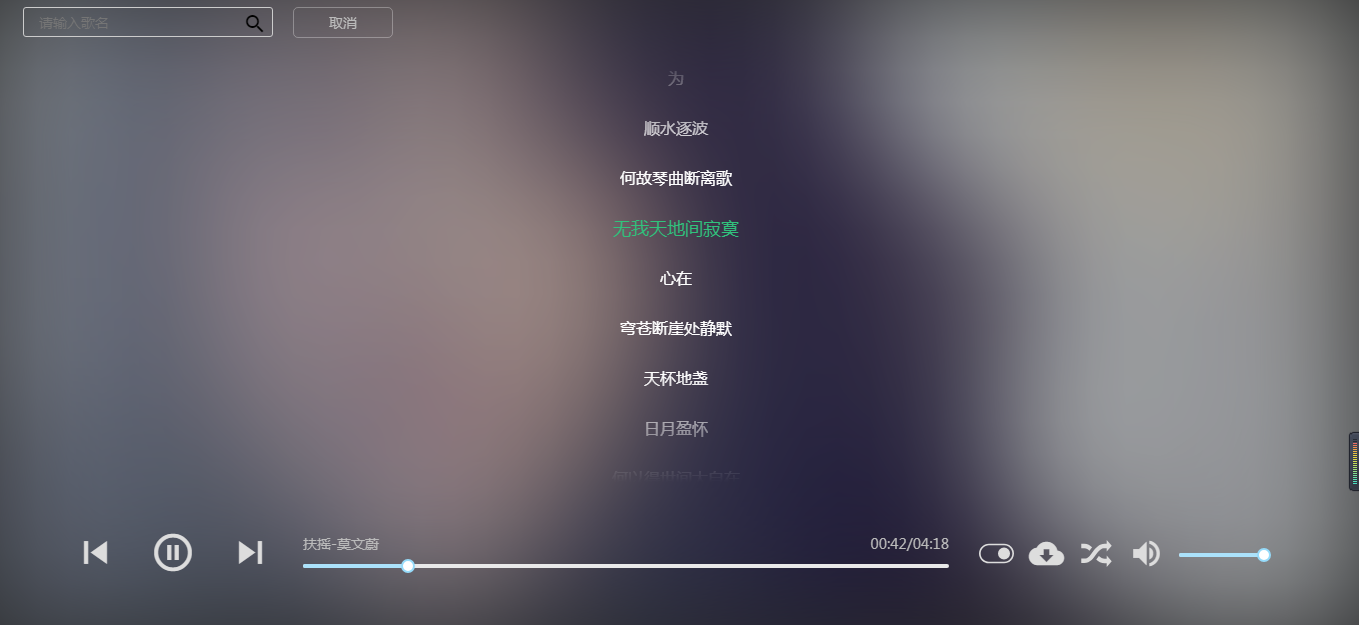 请输入歌名
取消
为
顺水逐波
何故琴曲断离歌
无我天地间寂寞
心在
穹苍断崖处静默
天杯地盏
日月盈怀
扶摇-莫文蔚
00:42/04:18